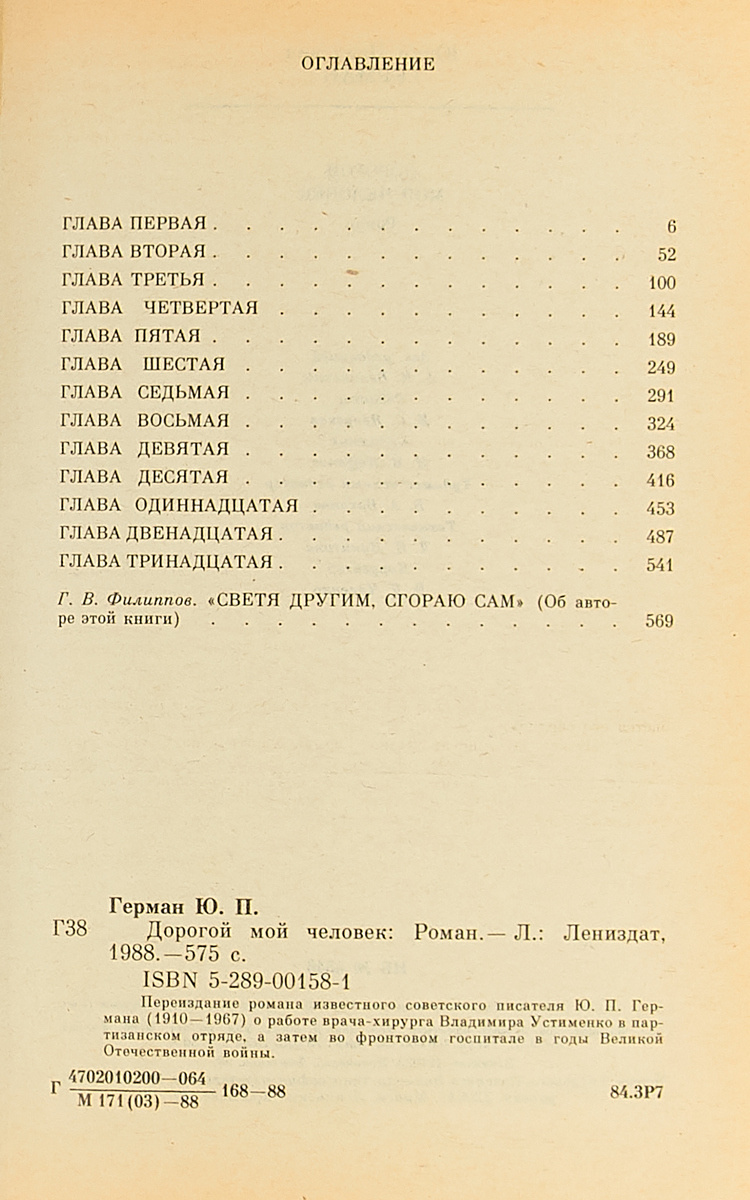 ОГЛАВЛЕНИЕ
ГЛАВА ПЕРВАЯ . . . . . . . . . . . . . 6
ГЛАВА ВТОРАЯ . . . . . . . . . . . . . 52
ГЛАВА ТРЕТЬЯ . . . . . . . . . . . . . 100
ГЛАВА ЧЕТВЕРТАЯ . . . . . . . . . . . 144
ГЛАВА ПЯТАЯ . . . . . . . . . . . . . 189
ГЛАВА ШЕСТАЯ . . . . . . . . . . . . 249
ГЛАВА СЕДЬМАЯ . . . . . . . . . . . . 291
ГЛАВА ВОСЬМАЯ . . . . . . . . . . . . 324
ГЛАВА ДЕВЯТАЯ . . . . . . . . . . . . 368
ГЛАВА ДЕСЯТАЯ . . . . . . . . . . . . 416
ГЛАВА ОДИННАДЦАТАЯ . . . . . . . . . . 453
ГЛАВА ДВЕНАДЦАТАЯ . . . . . . . . . . . 487
ГЛАВА ТРИНАДЦАТАЯ . . . . . . . . . . . 541
Г. В. Филиппов. «СВЕТЯ ДРУГИМ, СГОРАЮ САМ» (Об авто-
ре этой книги) . . . . . . . . . . . . . 569
Герман Ю. П.
Г38 Дорогой мой человек: Роман.— Л.: Лениздат,
1988.—575 с.
ISBN 5-289-00158-1
Переиздание романа известного советского писателя Ю. П. Гер-
мана (1910—1967) о работе врача-хирурга Владимира Устименко в пар-
тизанском отряде, а затем во фронтовом госпитале в годы Великой
Отечественной войны.
4702010200—064
Г 168—88 84.3Р7
М 171(03)—88